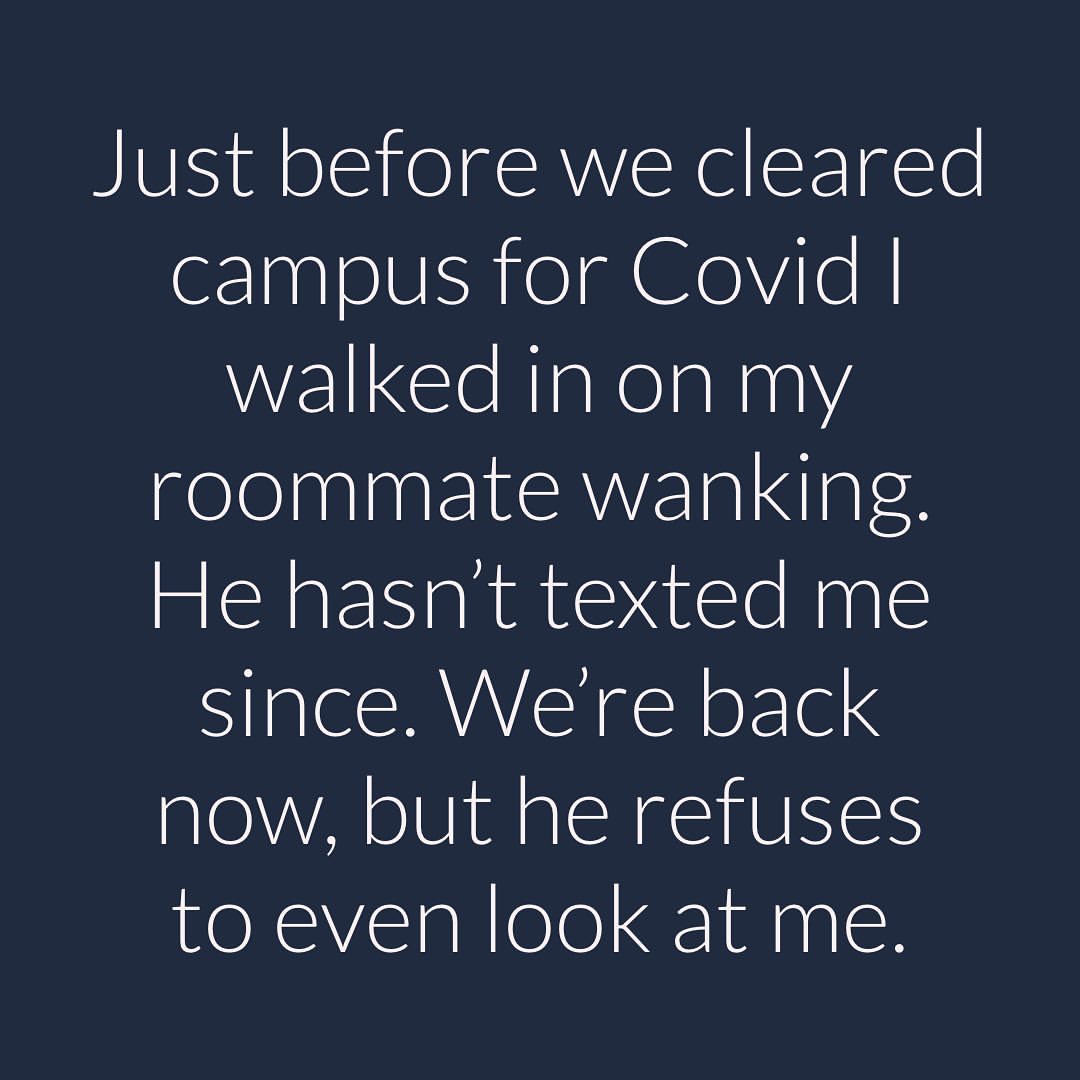 Just before we cleared
campus for Covid I
walked in on my
roommate wanking.
He hasn’t texted me
since. We’re back
now, but he refuses
to even look at me.